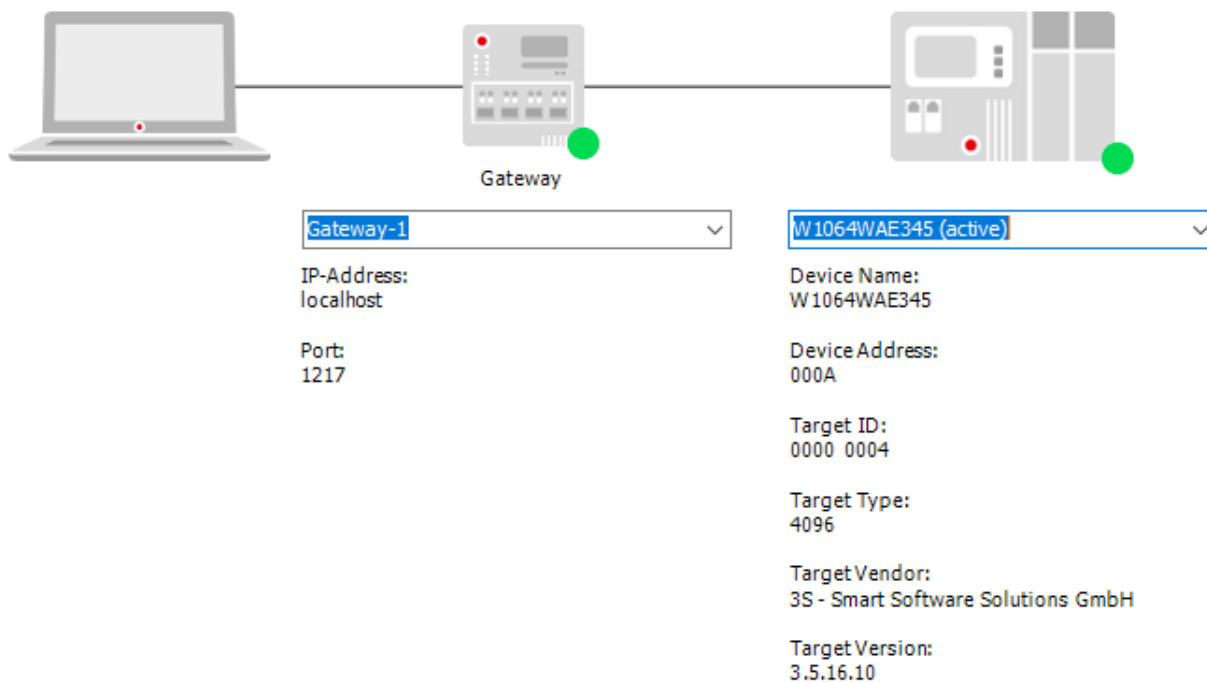 Gateway
Gateway-1
IP-Address:
localhost
Port:
1217
W1064WAE345 (active)
Device Name:
W1064WAE345
Device Address:
000A
Target ID:
0000 0004
Target Type:
4096
Target Vendor:
3S - Smart Software Solutions GmbH
Target Version:
3.5.16.10